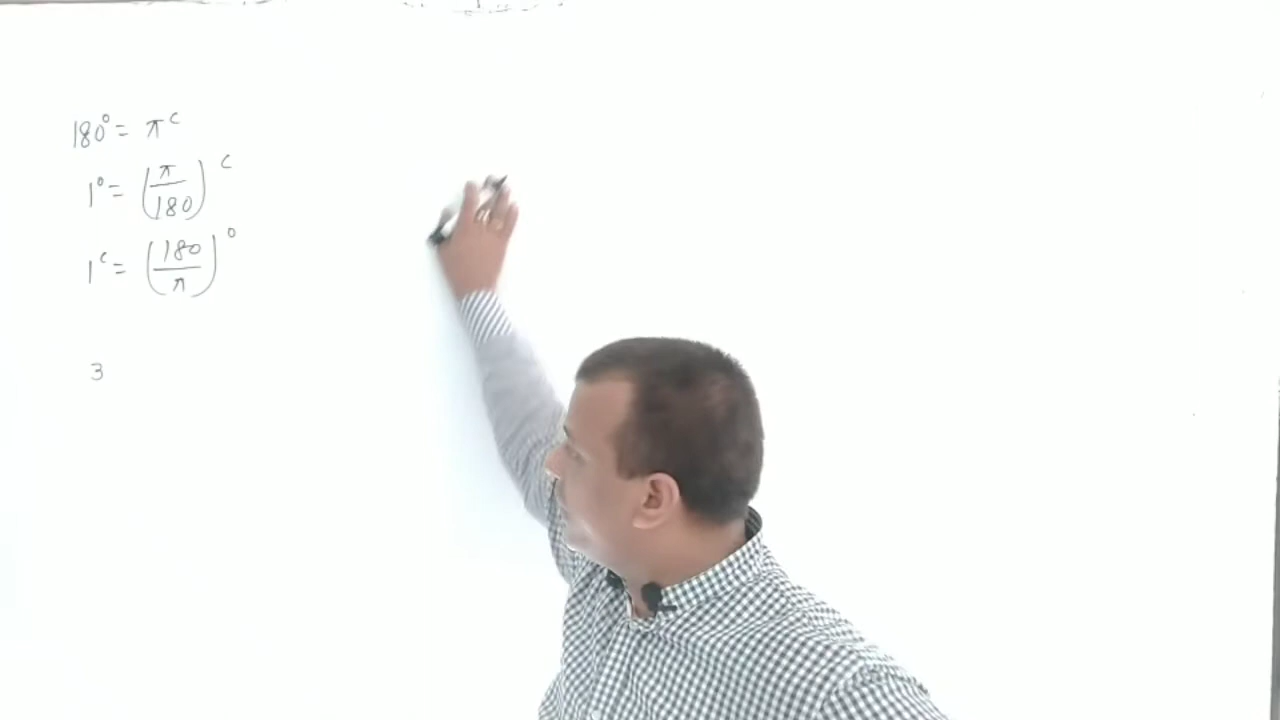 180° = π^c
1° = (π/180)^c
1^c = (180/π)°
3